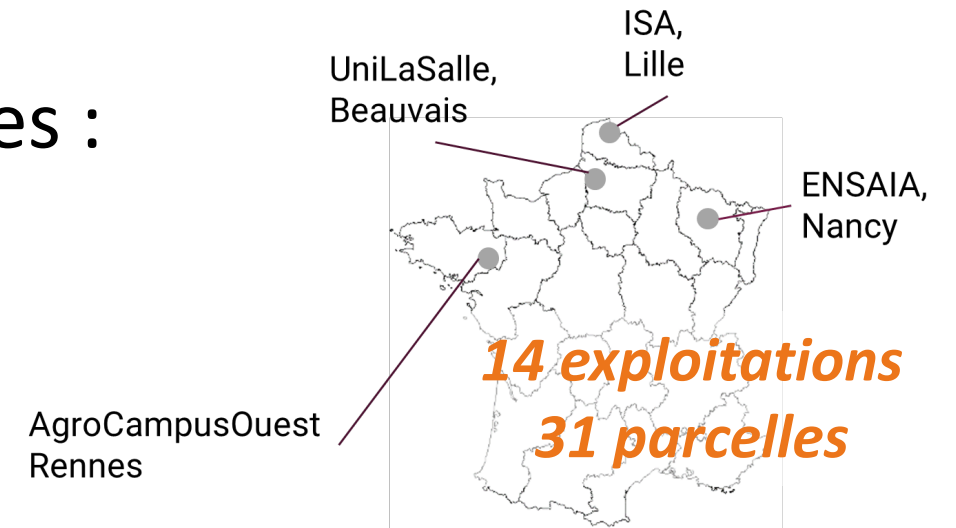 ISA,
Lille
UniLaSalle,
Beauvais
es :
ENSAIA,
Nancy
14 exploitations
31 parcelles
AgroCampusOuest
Rennes